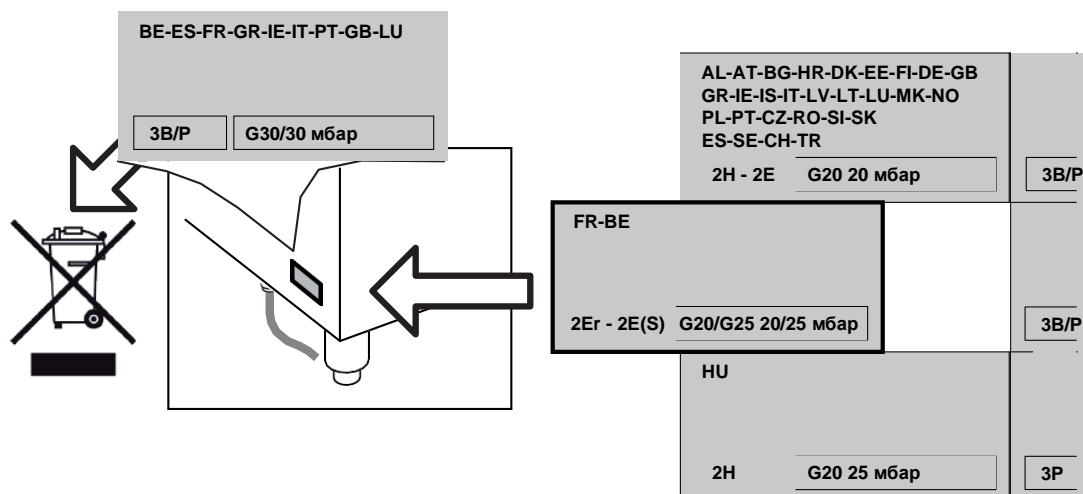 BE-ES-FR-GR-IE-IT-PT-GB-LU
3B/P G30/30 мбар
AL-AT-BG-HR-DK-EE-FI-DE-GB
GR-IE-IS-IT-LV-LT-LU-MK-NO
PL-PT-CZ-RO-SI-SK
ES-SE-CH-TR
2H - 2E G20 20 мбар
3B/P
FR-BE
2Er - 2E(S) G20/G25 20/25 мбар
3B/P
HU
2H G20 25 мбар
3P